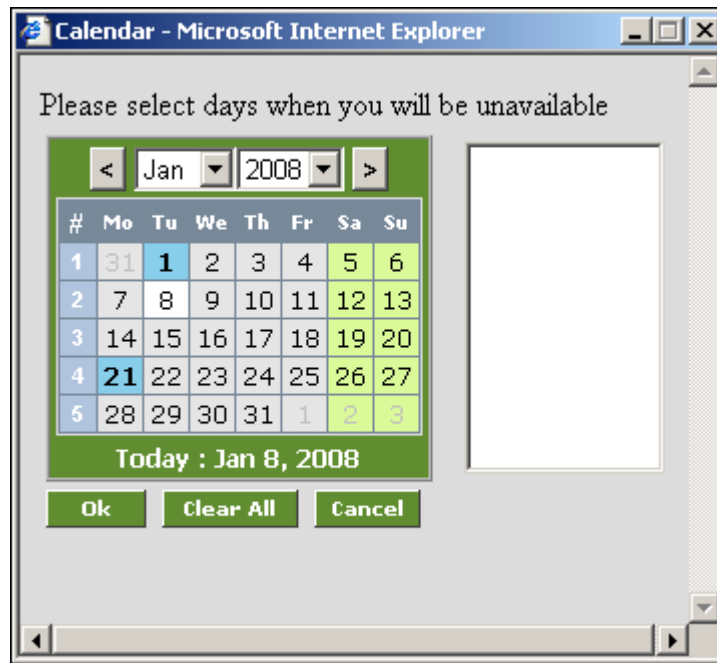 Calendar - Microsoft Internet Explorer
Please select days when you will be unavailable
< Jan 2008 >
# Mo Tu We Th Fr Sa Su
1 31 1 2 3 4 5 6
2 7 8 9 10 11 12 13
3 14 15 16 17 18 19 20
4 21 22 23 24 25 26 27
5 28 29 30 31 1 2 3
Today : Jan 8, 2008
Ok Clear All Cancel